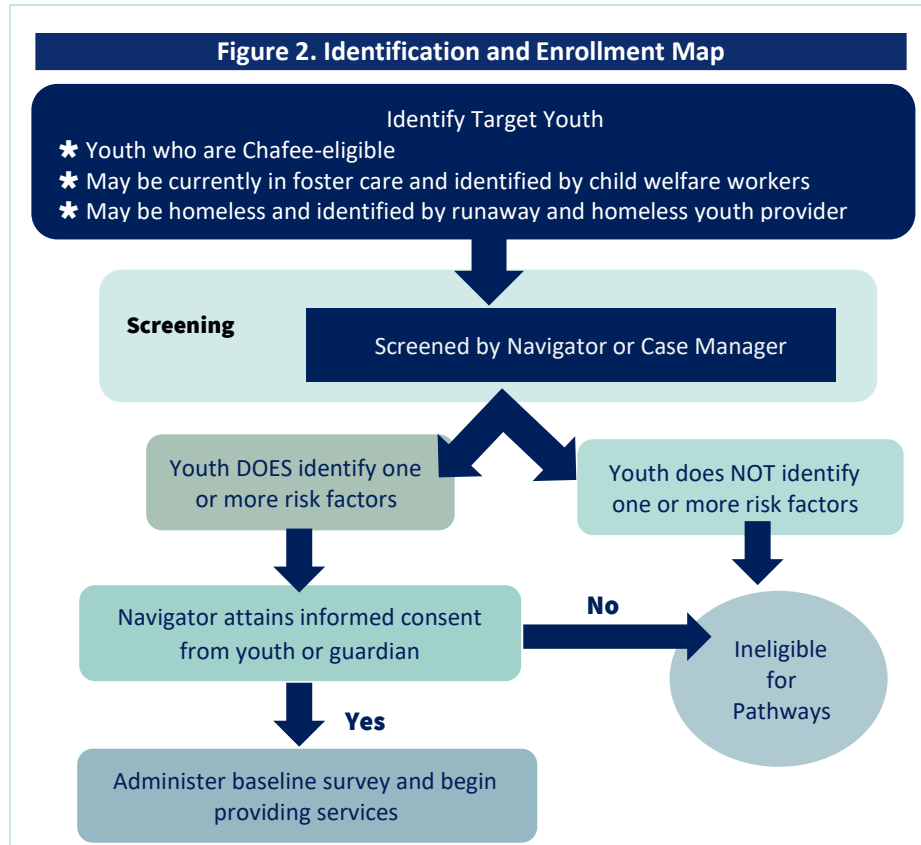 Figure 2. Identification and Enrollment Map
Identify Target Youth
* Youth who are Chafee-eligible
* May be currently in foster care and identified by child welfare workers
* May be homeless and identified by runaway and homeless youth provider
Screening
Screened by Navigator or Case Manager
Youth DOES identify one
or more risk factors
Youth does NOT identify
one or more risk factors
Navigator attains informed consent
from youth or guardian
No
Ineligible
for
Pathways
Yes
Administer baseline survey and begin
providing services